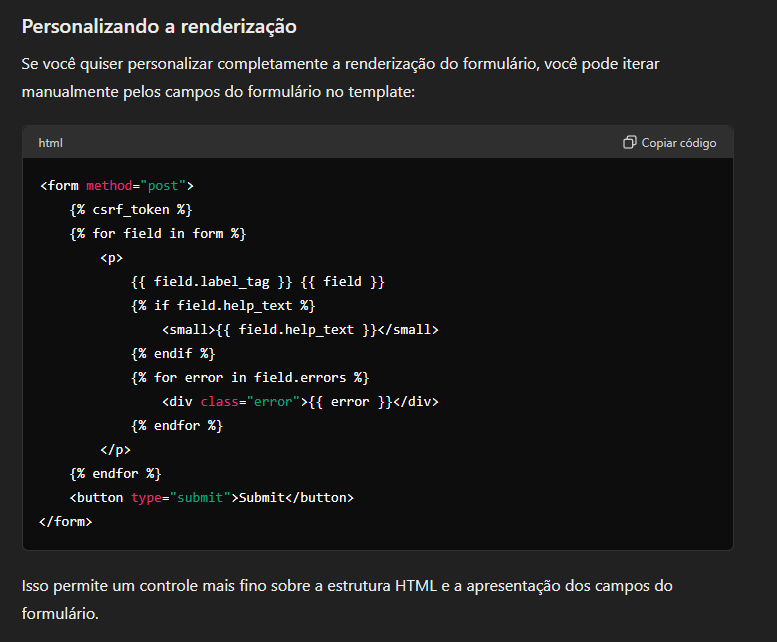 Personalizando a renderização
Se você quiser personalizar completamente a renderização do formulário, você pode iterar
manualmente pelos campos do formulário no template:
html
Copiar código
<form method="post">
    {% csrf_token %}
    {% for field in form %}
        <p>
            {{ field.label_tag }} {{ field }}
            {% if field.help_text %}
                <small>{{ field.help_text }}</small>
            {% endif %}
            {% for error in field.errors %}
                <div class="error">{{ error }}</div>
            {% endfor %}
        </p>
    {% endfor %}
    <button type="submit">Submit</button>
</form>
Isso permite um controle mais fino sobre a estrutura HTML e a apresentação dos campos do
formulário.